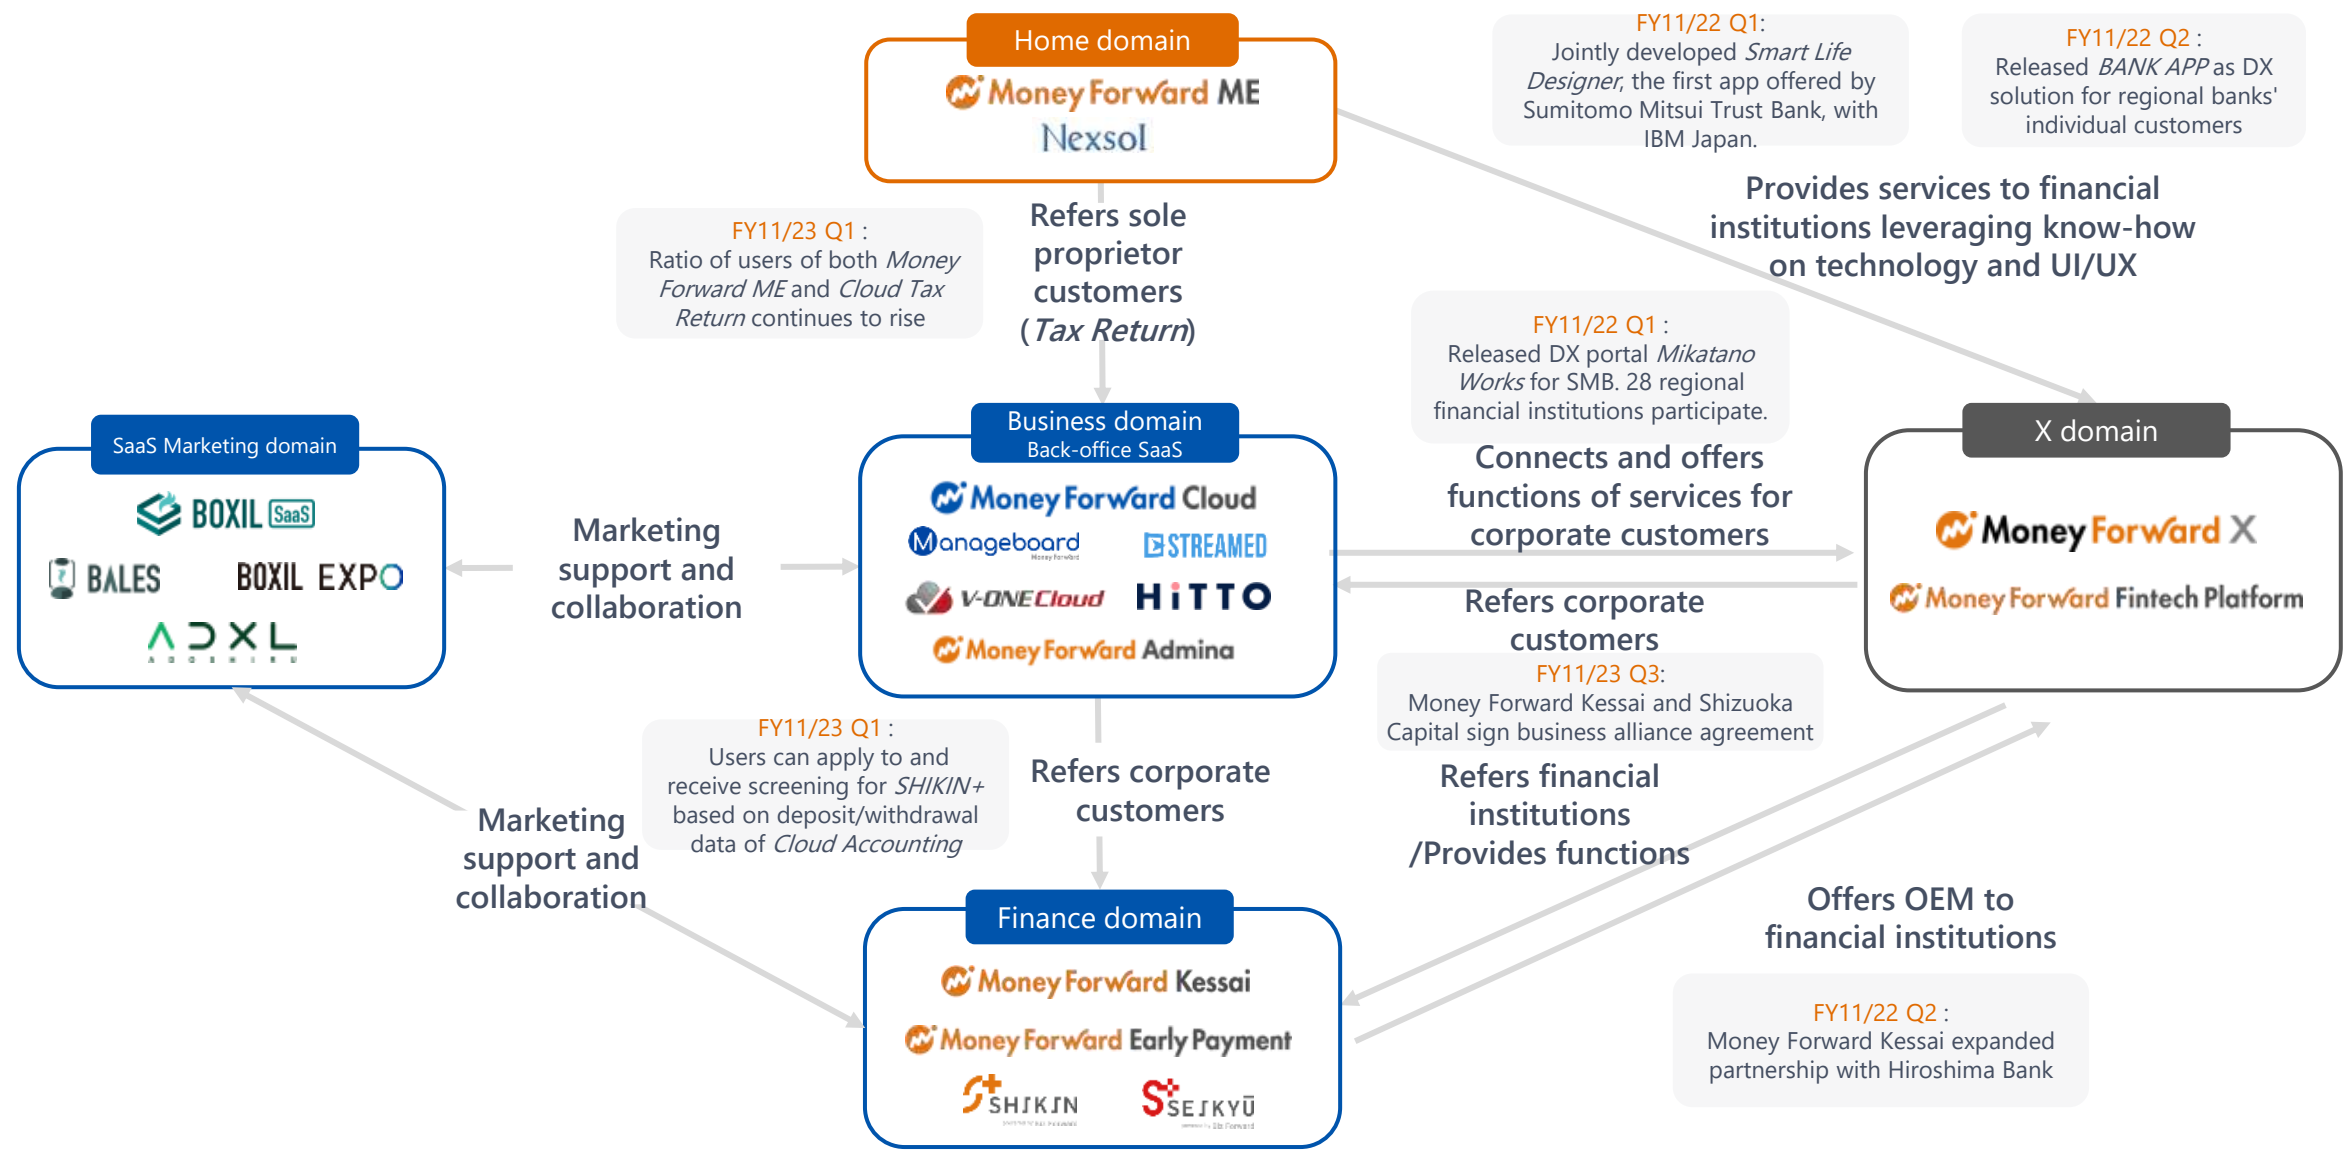 Home domain
Money Forward ME
Nexsol
FY11/22 Q1:
Jointly developed Smart Life
Designer, the first app offered by
Sumitomo Mitsui Trust Bank, with
IBM Japan.
FY11/22 Q2 :
Released BANK APP as DX
solution for regional banks'
individual customers
Provides services to financial
institutions leveraging know-how
on technology and UI/UX
FY11/23 Q1 :
Ratio of users of both Money
Forward ME and Cloud Tax
Return continues to rise
Refers sole
proprietor
customers
(Tax Return)
FY11/22 Q1 :
Released DX portal Mikatano
Works for SMB. 28 regional
financial institutions participate.
Connects and offers
functions of services for
corporate customers
SaaS Marketing domain
BOXIL SaaS
BALES
BOXIL EXPO
ADXL
Marketing
support and
collaboration
Business domain
Back-office SaaS
Money Forward Cloud
Manageboard
Money Forward
STREAMED
V-ONE Cloud
HiTTO
Money Forward Admina
X domain
Money Forward X
Money Forward Fintech Platform
Refers corporate
customers
FY11/23 Q3:
Money Forward Kessai and Shizuoka
Capital sign business alliance agreement
Refers financial
institutions
/Provides functions
FY11/23 Q1 :
Users can apply to and
receive screening for SHIKIN+
based on deposit/withdrawal
data of Cloud Accounting
Refers corporate
customers
Marketing
support and
collaboration
Offers OEM to
financial institutions
FY11/22 Q2 :
Money Forward Kessai expanded
partnership with Hiroshima Bank
Finance domain
Money Forward Kessai
Money Forward Early Payment
SHIKIN
SEIKYŪ